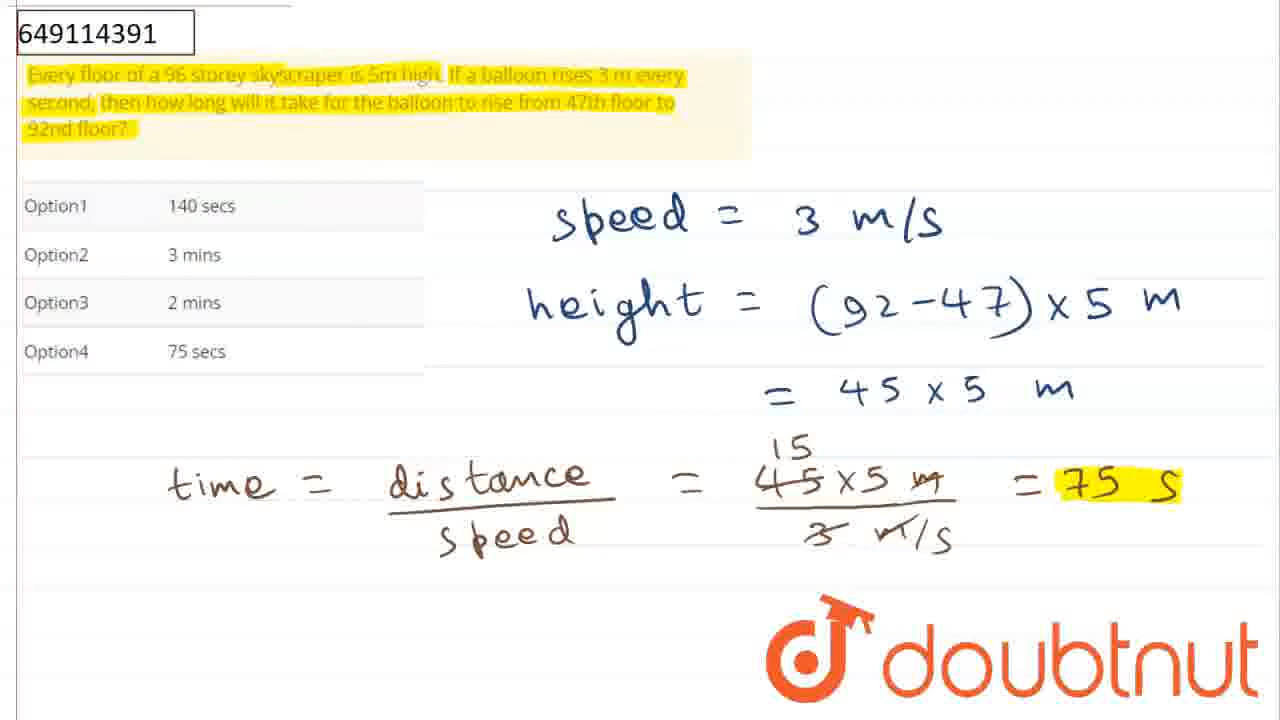 649114391
Every floor of a 96 storey skyscraper is 5m high. If a balloon rises 3 m every
second, then how long will it take for the balloon to rise from 47th floor to
92nd floor?
Option1 140 secs
Option2 3 mins
Option3 2 mins
Option4 75 secs
speed = 3 m/s
height = (92-47) × 5 m
= 45 × 5 m
15
time = distance = 45 × 5 m = 75 s
speed 3 m/s
doubtnut